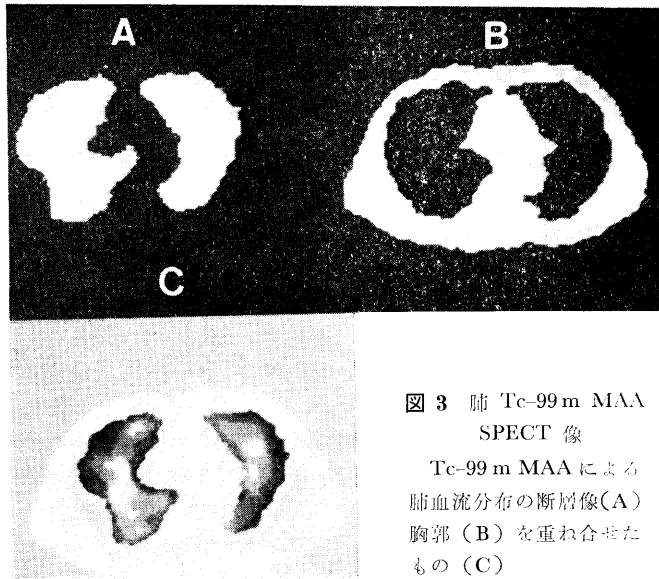 A
B
C
図 3 肺 Tc-99 m MAA
SPECT 像
Tc-99 m MAA による
肺血流分布の断層像(A)
胸郭 (B) を重ね合せた
もの (C)